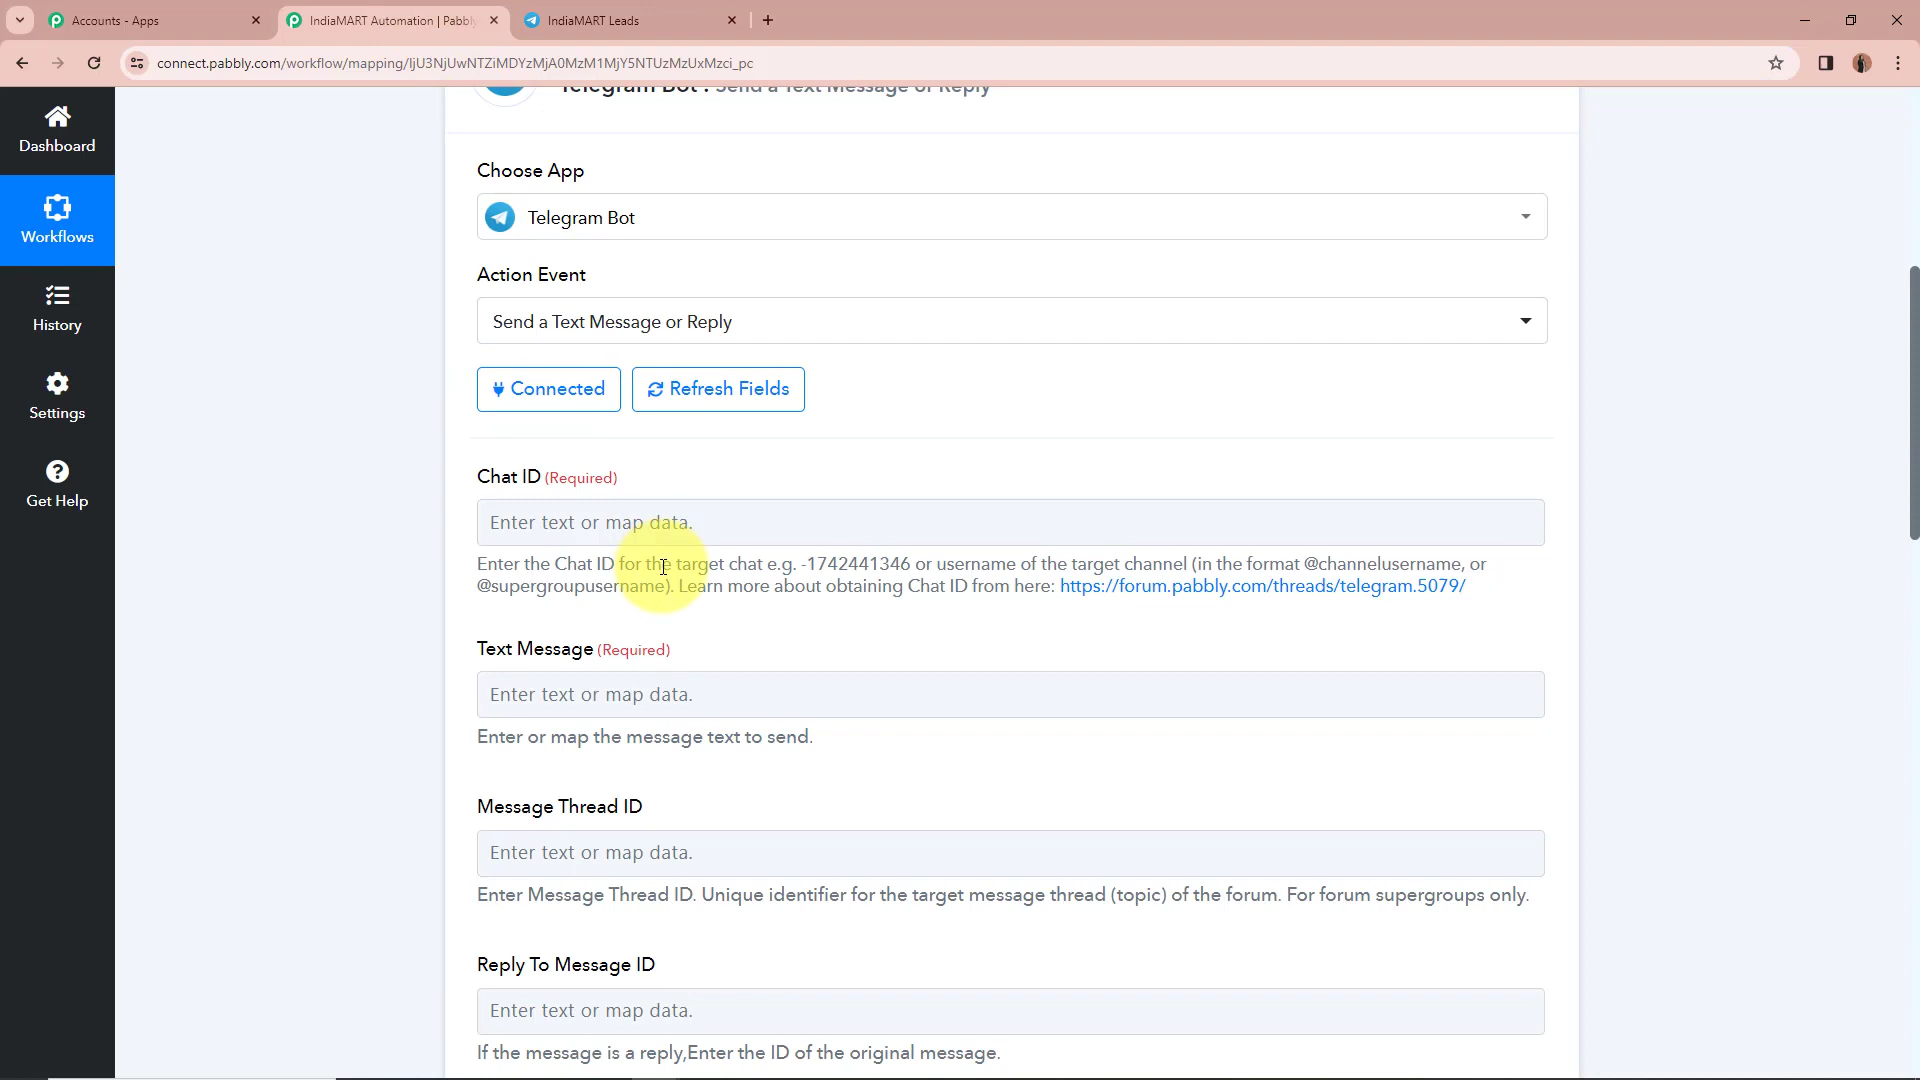 Accounts - Apps
IndiaMART Automation | Pabbly
IndiaMART Leads
Telegram Bot : Send a Text Message or Reply
Dashboard
Workflows
History
Settings
Get Help
Choose App
Telegram Bot
Action Event
Send a Text Message or Reply
Connected
Refresh Fields
Chat ID (Required)
Enter text or map data.
Enter the Chat ID for the target chat e.g. -1742441346 or username of the target channel (in the format @channelusername, or
@supergroupusername). Learn more about obtaining Chat ID from here: https://forum.pabbly.com/threads/telegram.5079/
Text Message (Required)
Enter text or map data.
Enter or map the message text to send.
Message Thread ID
Enter text or map data.
Enter Message Thread ID. Unique identifier for the target message thread (topic) of the forum. For forum supergroups only.
Reply To Message ID
Enter text or map data.
If the message is a reply,Enter the ID of the original message.